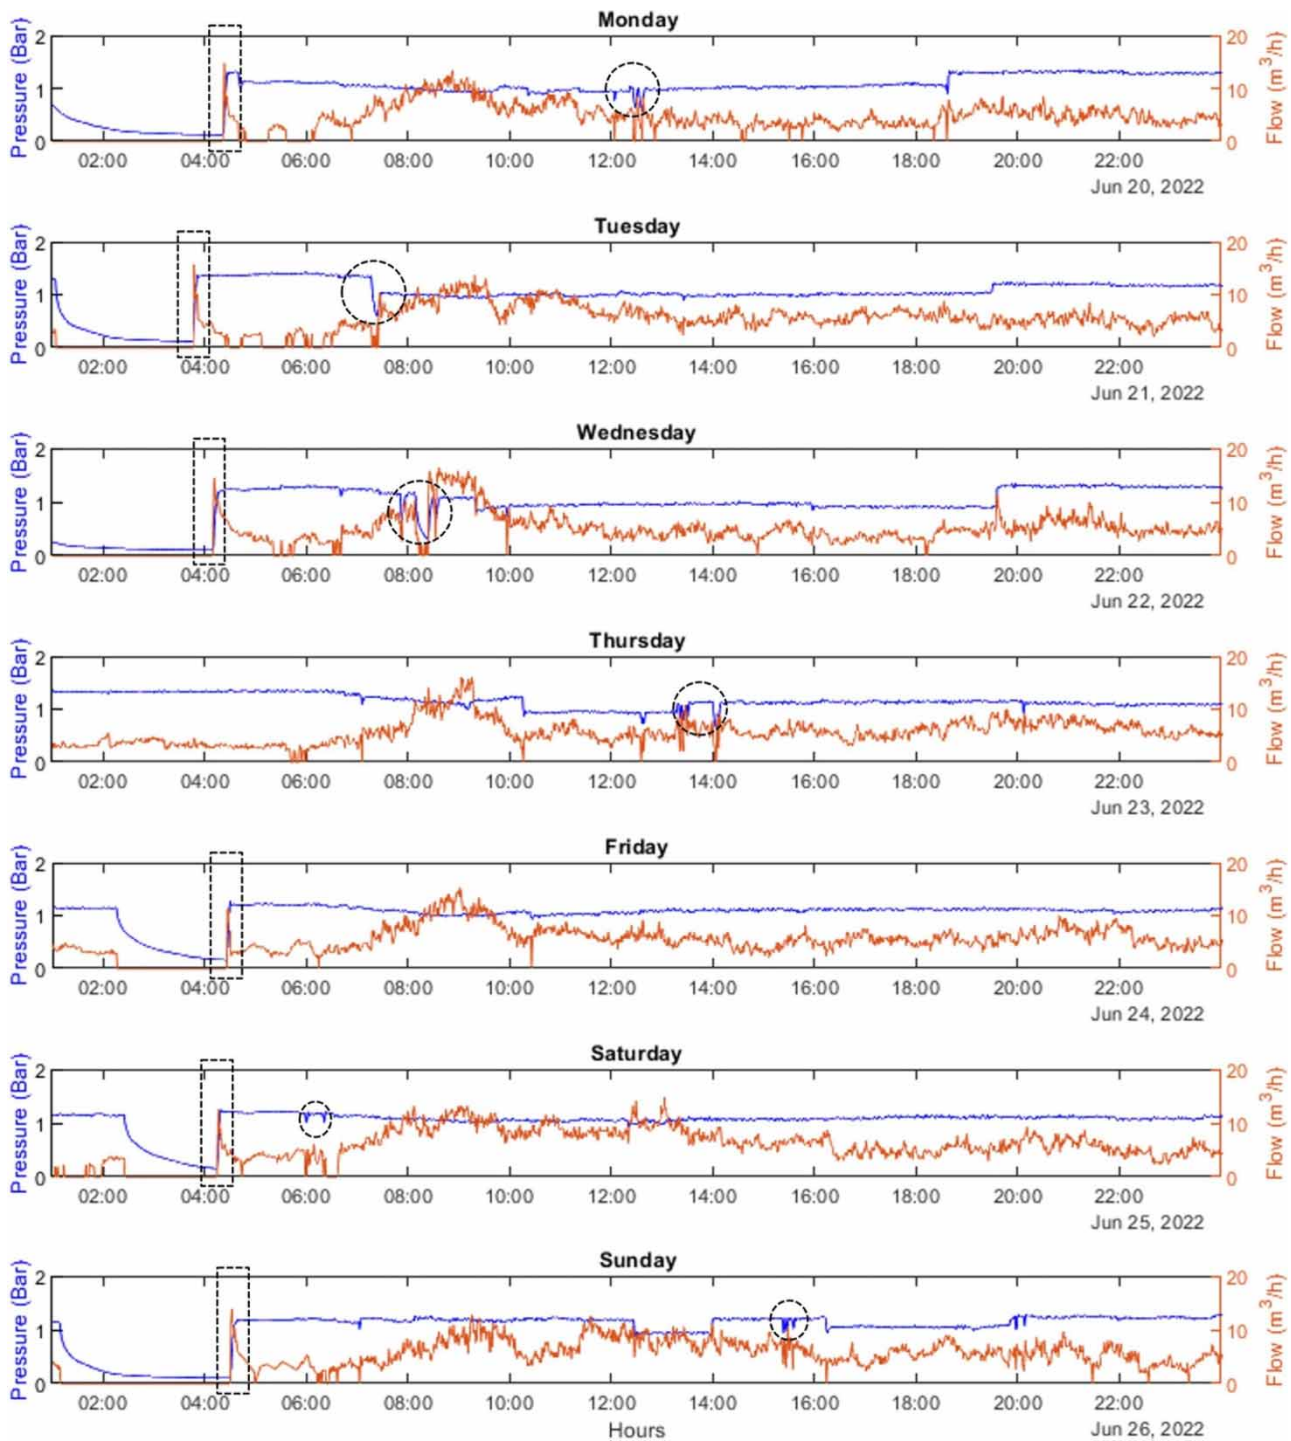 Monday
Pressure (Bar)
2
1
0
20
10
0
Flow (m³/h)
02:00 04:00 06:00 08:00 10:00 12:00 14:00 16:00 18:00 20:00 22:00
Jun 20, 2022
Tuesday
Pressure (Bar)
2
1
0
20
10
0
Flow (m³/h)
02:00 04:00 06:00 08:00 10:00 12:00 14:00 16:00 18:00 20:00 22:00
Jun 21, 2022
Wednesday
Pressure (Bar)
2
1
0
20
10
0
Flow (m³/h)
02:00 04:00 06:00 08:00 10:00 12:00 14:00 16:00 18:00 20:00 22:00
Jun 22, 2022
Thursday
Pressure (Bar)
2
1
0
20
10
0
Flow (m³/h)
02:00 04:00 06:00 08:00 10:00 12:00 14:00 16:00 18:00 20:00 22:00
Jun 23, 2022
Friday
Pressure (Bar)
2
1
0
20
10
0
Flow (m³/h)
02:00 04:00 06:00 08:00 10:00 12:00 14:00 16:00 18:00 20:00 22:00
Jun 24, 2022
Saturday
Pressure (Bar)
2
1
0
20
10
0
Flow (m³/h)
02:00 04:00 06:00 08:00 10:00 12:00 14:00 16:00 18:00 20:00 22:00
Jun 25, 2022
Sunday
Pressure (Bar)
2
1
0
20
10
0
Flow (m³/h)
02:00 04:00 06:00 08:00 10:00 12:00 14:00 16:00 18:00 20:00 22:00
Hours
Jun 26, 2022